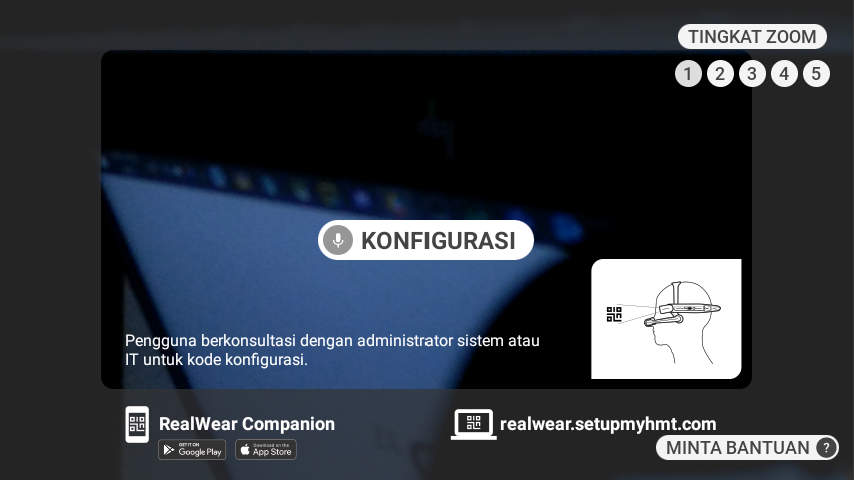 TINGKAT ZOOM
1 2 3 4 5
KONFIGURASI
Pengguna berkonsultasi dengan administrator sistem atau
IT untuk kode konfigurasi.
RealWear Companion
GET IT ON
Google Play
Download on the
App Store
realwear.setupmyhmt.com
MINTA BANTUAN ?